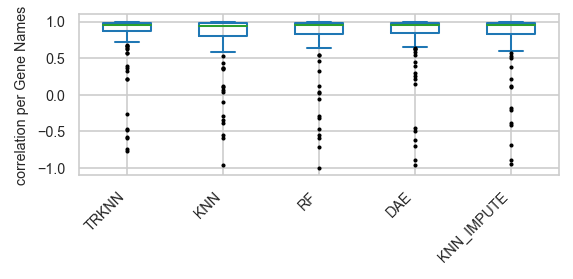 correlation per Gene Names
1.0
0.5
0.0
−0.5
−1.0
TRKNN
KNN
RF
DAE
KNN_IMPUTE